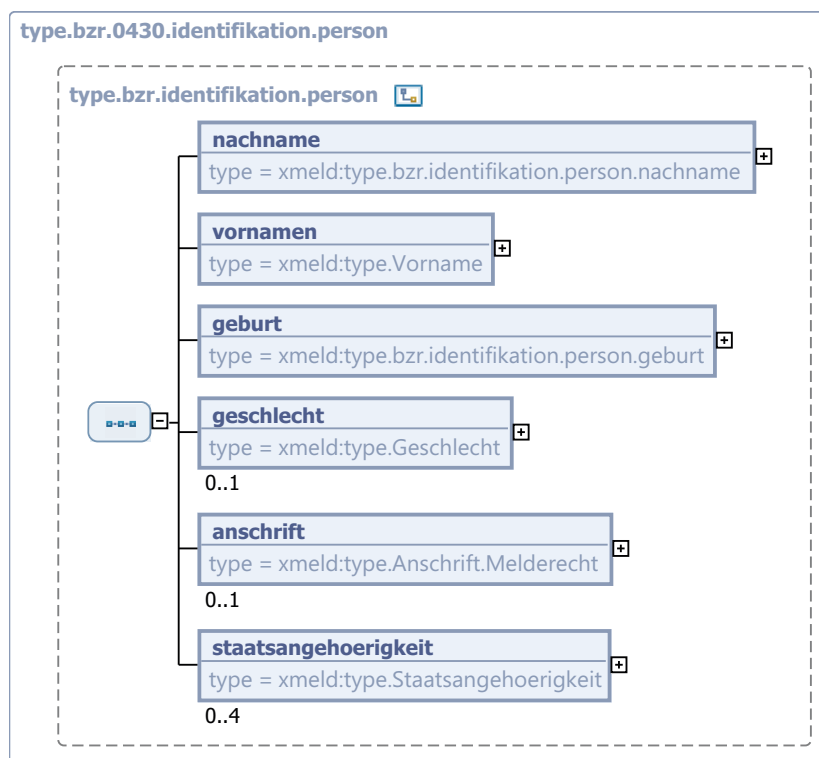 type.bzr.0430.identifikation.person
type.bzr.identifikation.person
nachname
type = xmeld:type.bzr.identifikation.person.nachname
vornamen
type = xmeld:type.Vorname
geburt
type = xmeld:type.bzr.identifikation.person.geburt
geschlecht
type = xmeld:type.Geschlecht
0..1
anschrift
type = xmeld:type.Anschrift.Melderecht
0..1
staatsangehoerigkeit
type = xmeld:type.Staatsangehoerigkeit
0..4